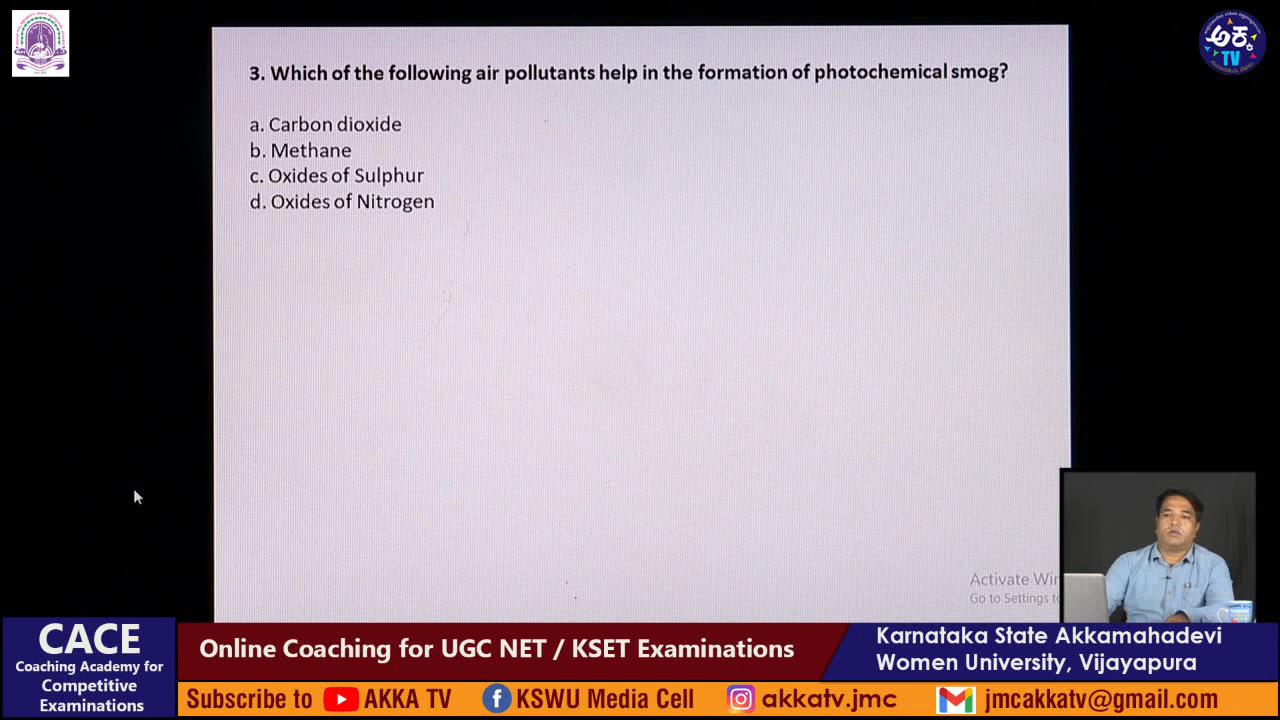 ಅಕ್ಕ
TV
3. Which of the following air pollutants help in the formation of photochemical smog?
a. Carbon dioxide
b. Methane
c. Oxides of Sulphur
d. Oxides of Nitrogen
Activate Win
Go to Settings to
CACE
Coaching Academy for
Competitive
Examinations
Online Coaching for UGC NET / KSET Examinations
Karnataka State Akkamahadevi
Women University, Vijayapura
Subscribe to AKKA TV KSWU Media Cell akkatv.jmc jmcakkatv@gmail.com